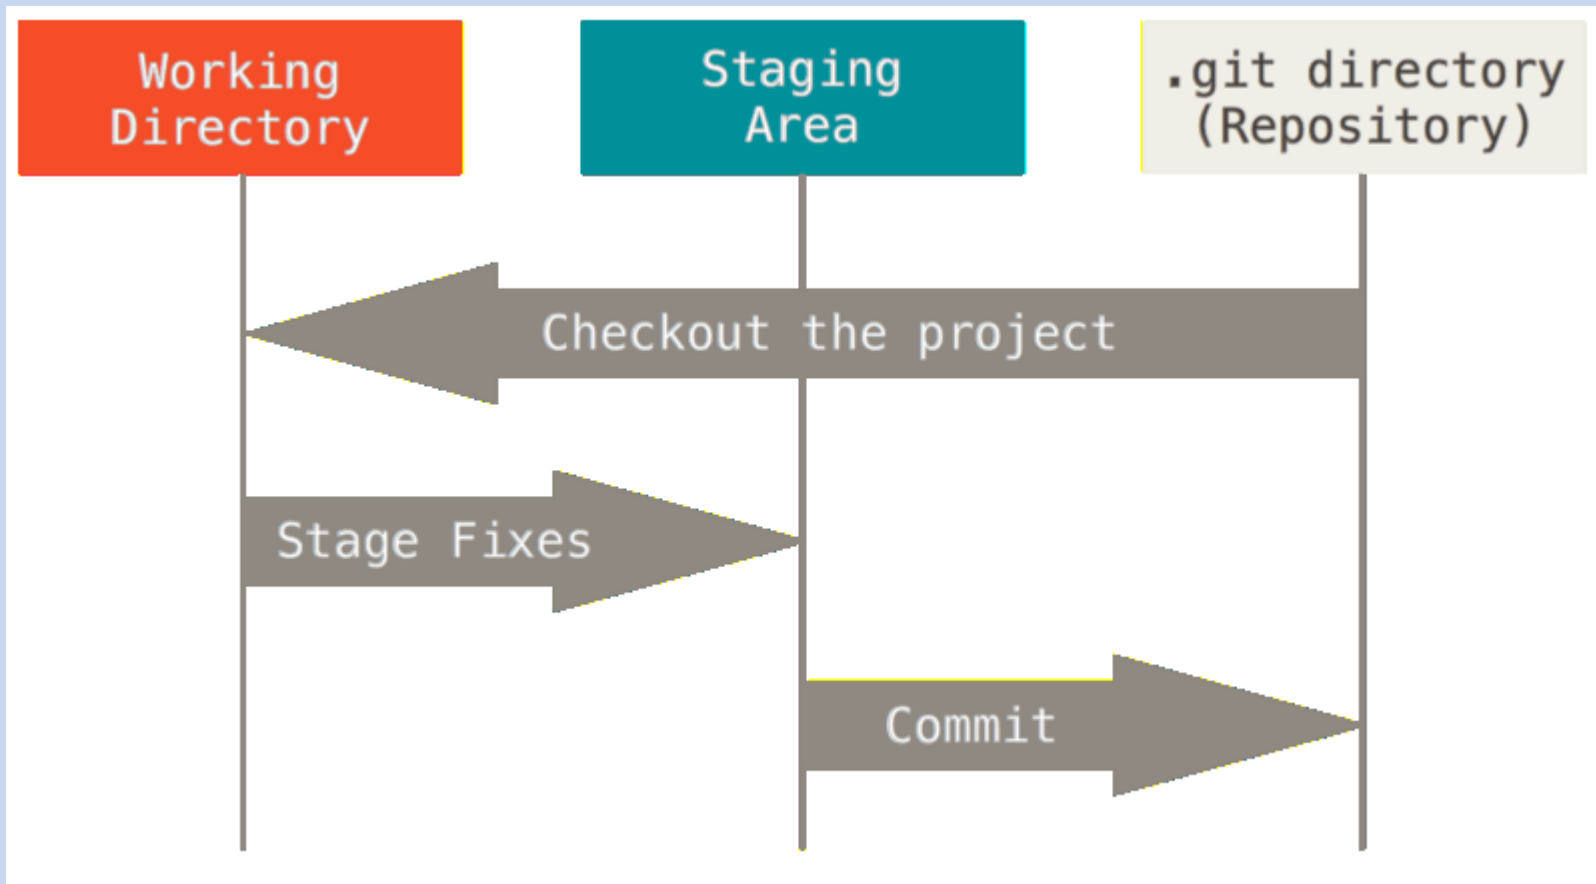 Working
Directory
Staging
Area
.git directory
(Repository)
Checkout the project
Stage Fixes
Commit